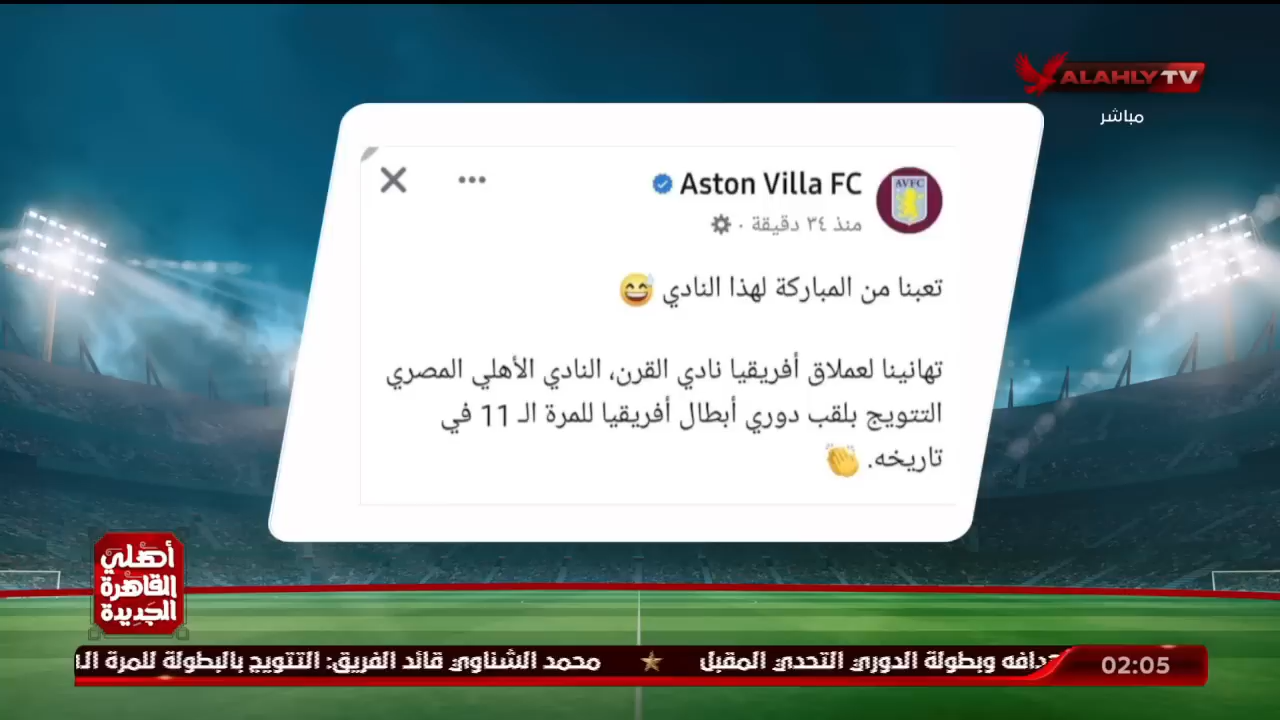 ALAHLY TV
مباشر
Aston Villa FC
منذ ٣٤ دقيقة
تعبنا من المباركة لهذا النادي 😅
تهانينا لعملاق أفريقيا نادي القرن، النادي الأهلي المصري
التتويج بلقب دوري أبطال أفريقيا للمرة الـ 11 في
تاريخه. 👏
AVFC
أهلي
القاهرة
الجديدة
وبطولة الدوري التحدي المقبل ★ محمد الشناوي قائد الفريق: التتويج بالبطولة للمرة
02:05